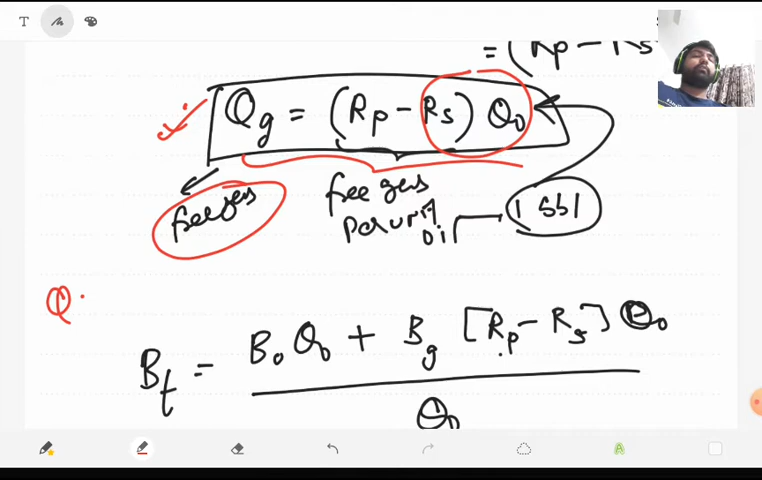 = (Rp - Rs
Qg = (Rp - Rs) Qo
free gas
free gas
per unit
oil
1 sbl
Q.
Bt = Bo Qo + Bg [Rp - Rs] Qo
Qo